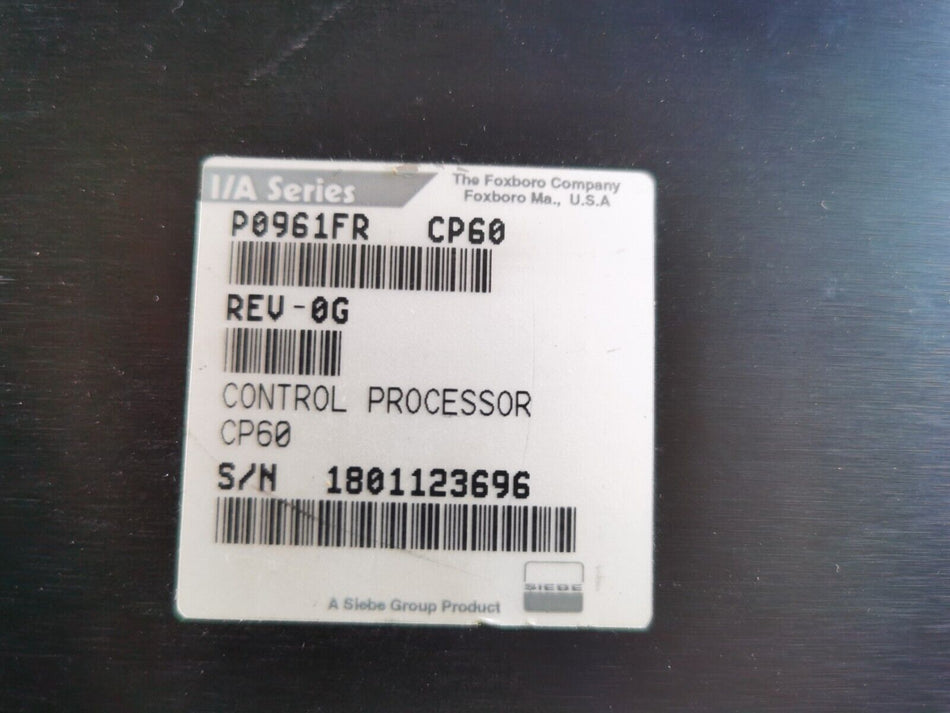 I/A Series
The Foxboro Company
Foxboro Ma., U.S.A
P0961FR CP60
REV-0G
CONTROL PROCESSOR
CP60
S/N 1801123696
SIEBE
A Siebe Group Product